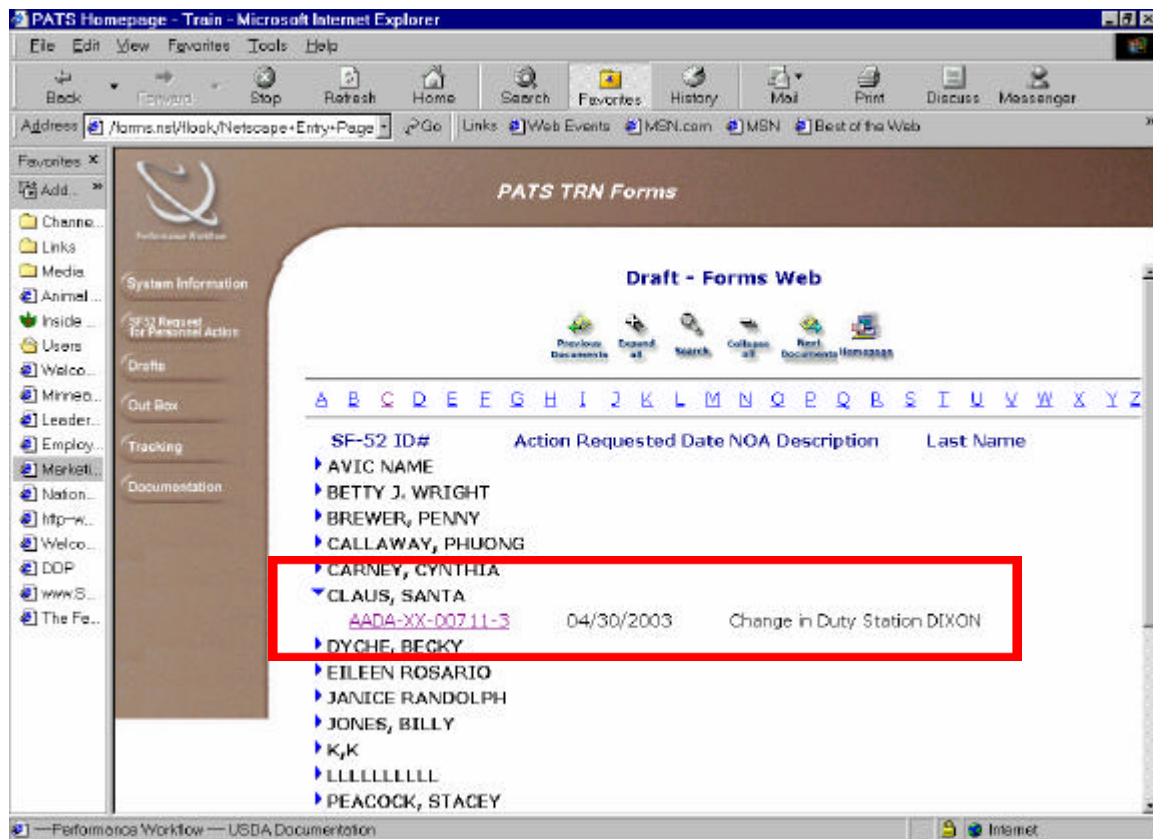 PATS Homepage - Train - Microsoft Internet Explorer
File Edit View Favorites Tools Help
Back Forward Stop Refresh Home Search Favorites History Mail Print Discuss Messenger
Address /forms.nsf/flook/Netscape+Entry+Page Go Links Web Events MSN.com MSN Best of the Web
Favorites
Add...
Channe...
Links
Media
Animal ...
Inside ...
Users
Welco...
Minnea...
Leader...
Employ...
Marketi...
Nation...
http--w...
Welco...
DDP
www.S...
The Fe...
Performance Workflow
System Information
SF52 Request
for Personnel Action
Drafts
Out Box
Tracking
Documentation
PATS TRN Forms
Draft - Forms Web
Previous Documents Expand all Search Collapse all Next Documents Homepage
A B C D E F G H I J K L M N O P Q R S T U V W X Y Z
SF-52 ID# Action Requested Date NOA Description Last Name
AVIC NAME
BETTY J. WRIGHT
BREWER, PENNY
CALLAWAY, PHUONG
CARNEY, CYNTHIA
CLAUS, SANTA
AADA-XX-00711-3 04/30/2003 Change in Duty Station DIXON
DYCHE, BECKY
EILEEN ROSARIO
JANICE RANDOLPH
JONES, BILLY
K,K
LLLLLLLLLL
PEACOCK, STACEY
---Performance Workflow --- USDA Documentation Internet